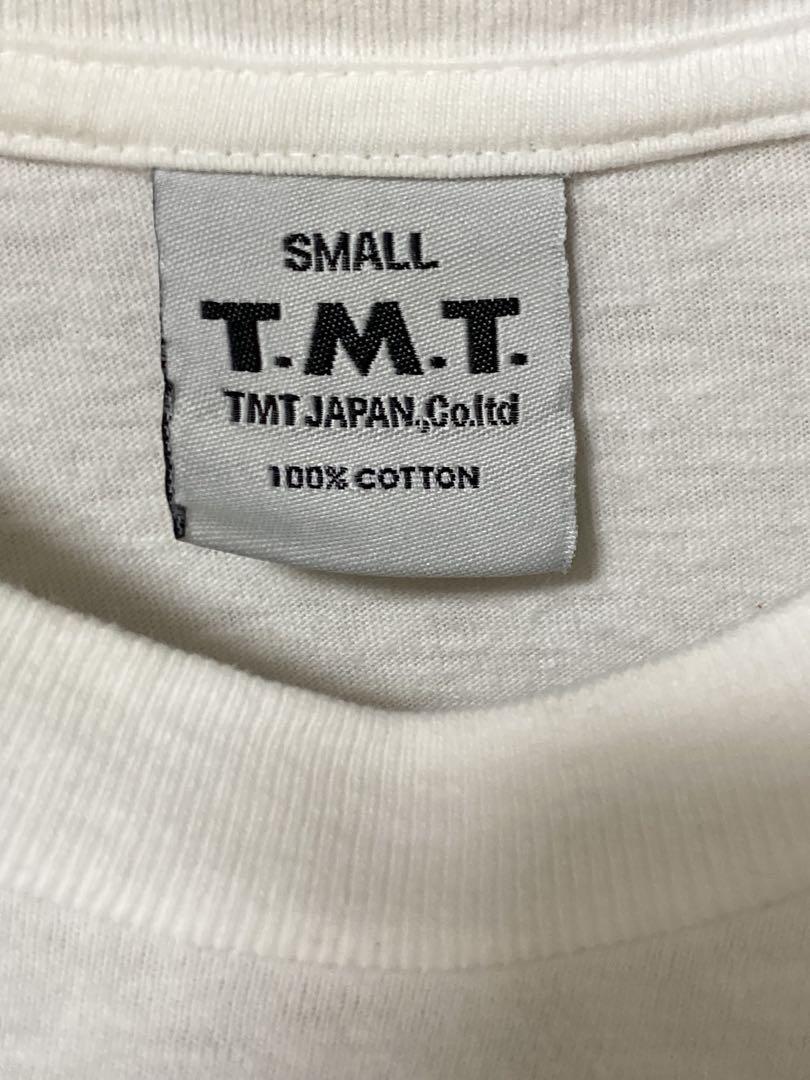 SMALL
T.M.T.
TMT JAPAN.,Co.ltd
100% COTTON